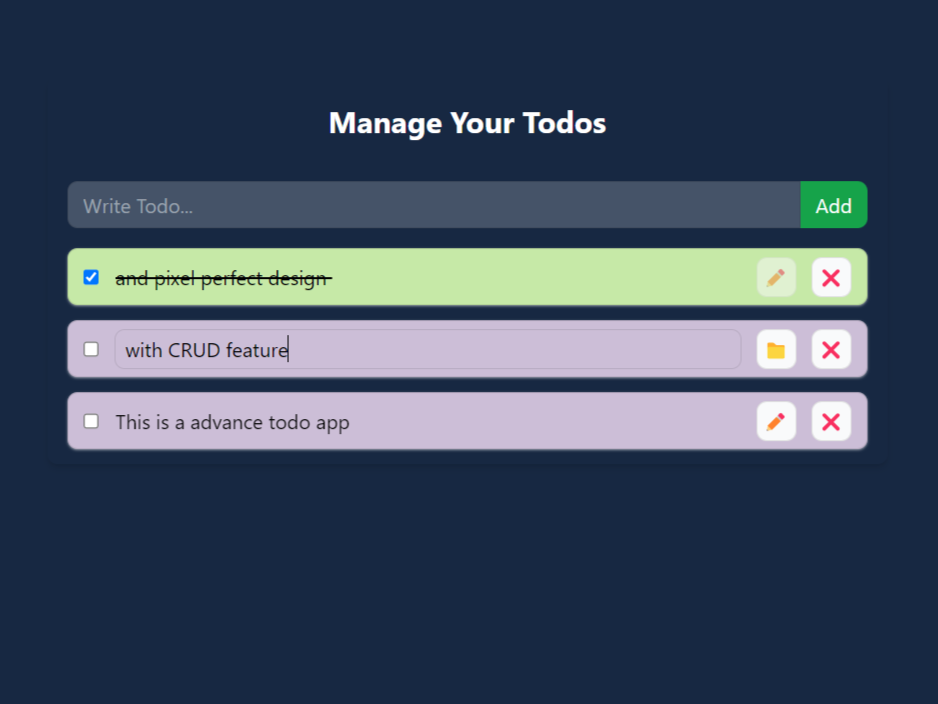 Manage Your Todos
Write Todo...
Add
and pixel perfect design
with CRUD feature
This is a advance todo app